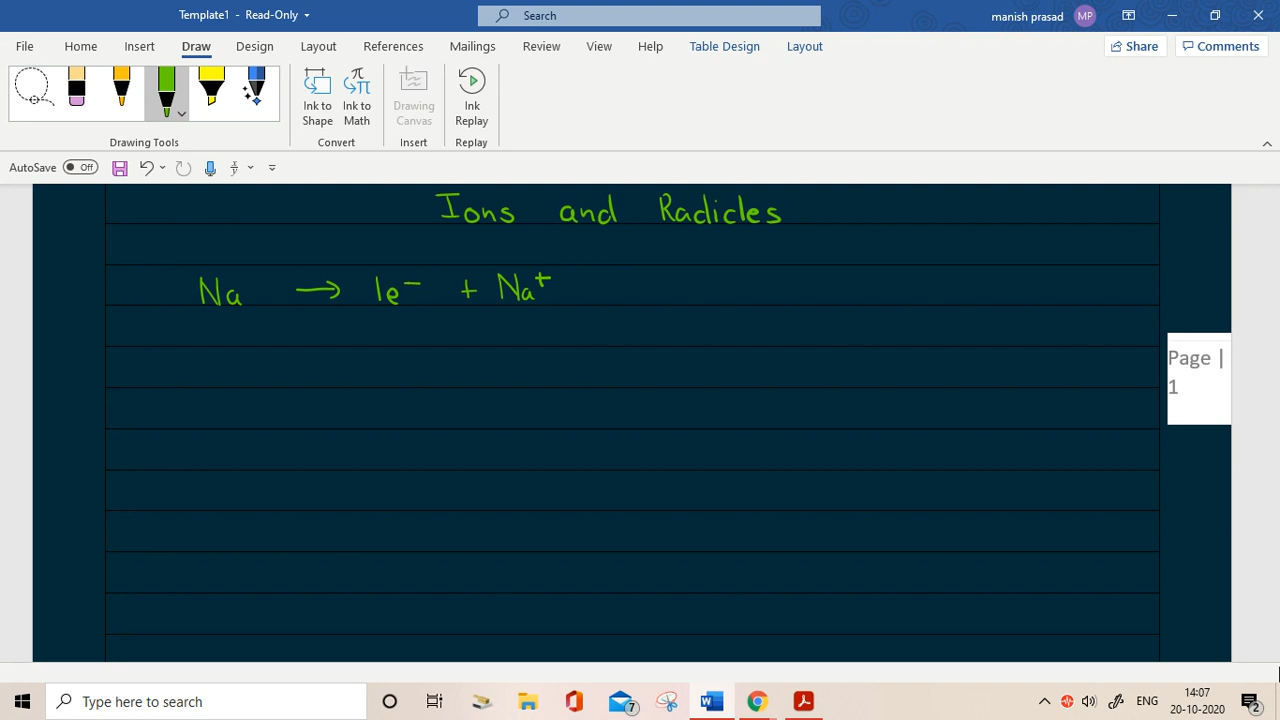 Template1 - Read-Only
Search
manish prasad MP
File Home Insert Draw Design Layout References Mailings Review View Help Table Design Layout Share Comments
Ink to Shape
Ink to Math
Drawing Canvas
Ink Replay
Drawing Tools Convert Insert Replay
AutoSave Off
Ions and Radicles
Na → 1e⁻ + Na⁺
Page |
1
Type here to search
7
ENG
14:07
20-10-2020
2